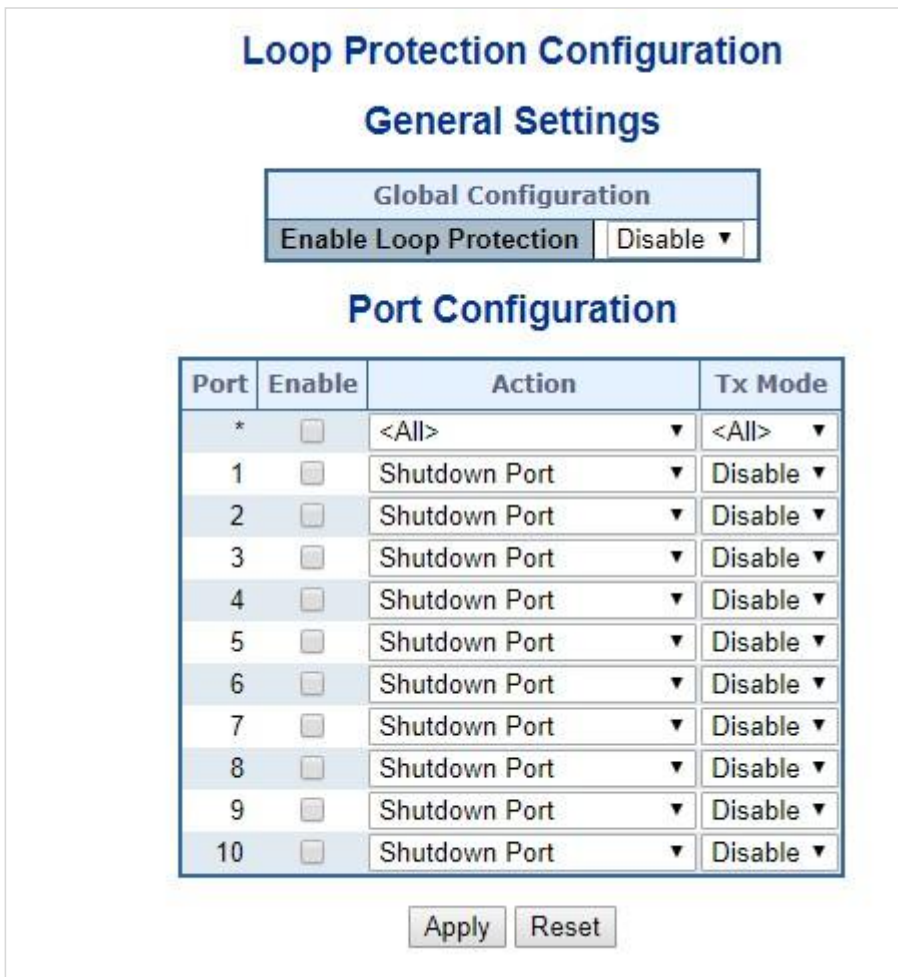 Loop Protection Configuration
General Settings
Global Configuration
Enable Loop Protection Disable
Port Configuration
Port Enable Action Tx Mode
* <All> <All>
1 Shutdown Port Disable
2 Shutdown Port Disable
3 Shutdown Port Disable
4 Shutdown Port Disable
5 Shutdown Port Disable
6 Shutdown Port Disable
7 Shutdown Port Disable
8 Shutdown Port Disable
9 Shutdown Port Disable
10 Shutdown Port Disable
Apply Reset